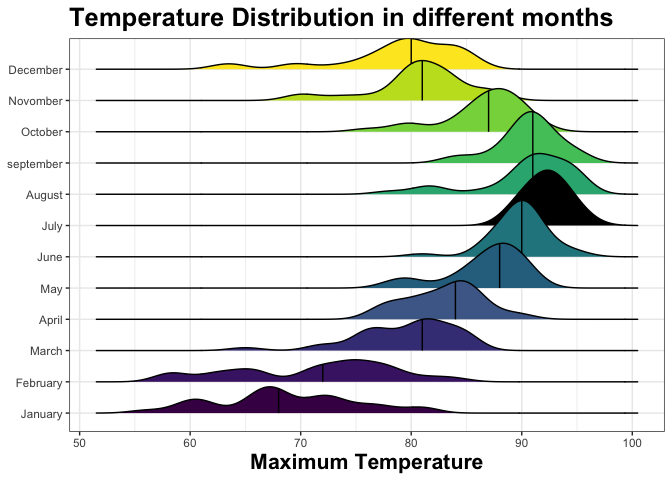 Temperature Distribution in different months
December
Novomber
October
september
August
July
June
May
April
March
February
January
50 60 70 80 90 100
Maximum Temperature